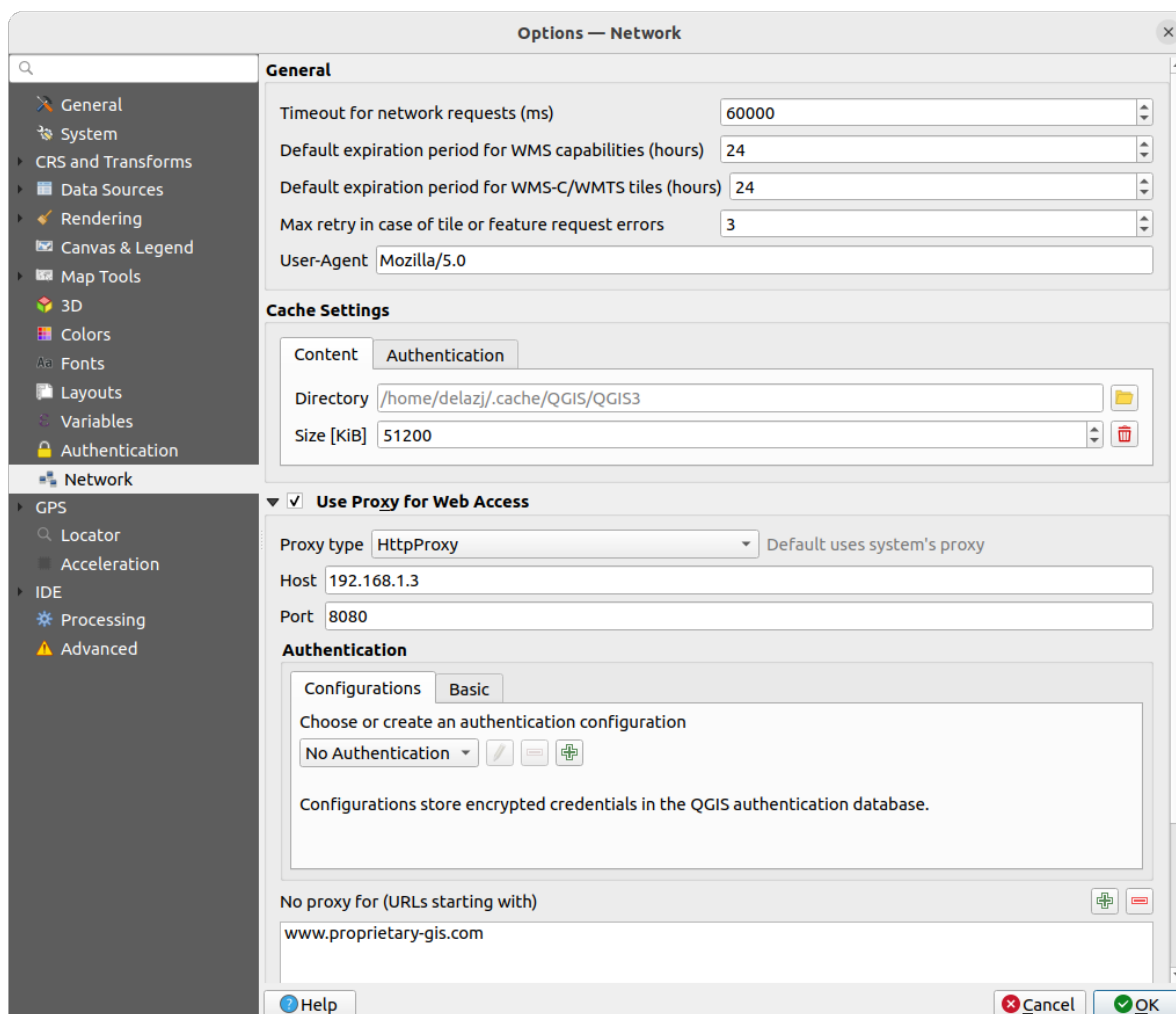 Options — Network
General
System
CRS and Transforms
Data Sources
Rendering
Canvas & Legend
Map Tools
3D
Colors
Fonts
Layouts
Variables
Authentication
Network
GPS
Locator
Acceleration
IDE
Processing
Advanced
General
Timeout for network requests (ms) 60000
Default expiration period for WMS capabilities (hours) 24
Default expiration period for WMS-C/WMTS tiles (hours) 24
Max retry in case of tile or feature request errors 3
User-Agent Mozilla/5.0
Cache Settings
Content Authentication
Directory /home/delazj/.cache/QGIS/QGIS3
Size [KiB] 51200
Use Proxy for Web Access
Proxy type HttpProxy Default uses system's proxy
Host 192.168.1.3
Port 8080
Authentication
Configurations Basic
Choose or create an authentication configuration
No Authentication
Configurations store encrypted credentials in the QGIS authentication database.
No proxy for (URLs starting with)
www.proprietary-gis.com
Help Cancel OK